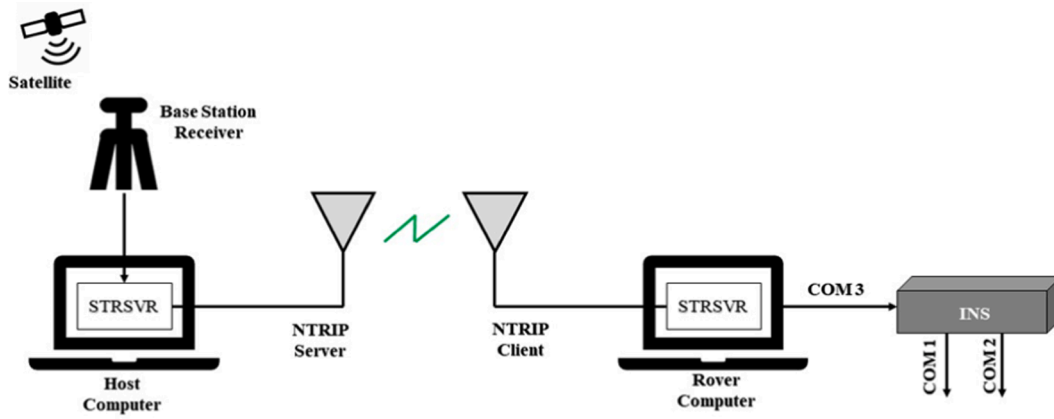 Satellite
Base Station
Receiver
STRSVR
NTRIP
Server
Host
Computer
NTRIP
Client
STRSVR
Rover
Computer
COM 3
INS
COM 1
COM 2